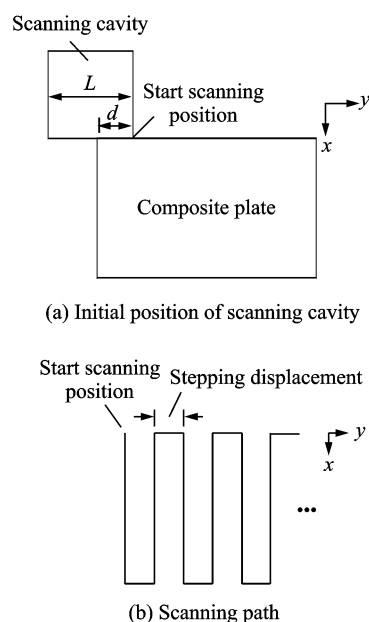 Scanning cavity
L
d
Start scanning
position
y
x
Composite plate
(a) Initial position of scanning cavity
Start scanning
position
Stepping displacement
y
x
...
(b) Scanning path